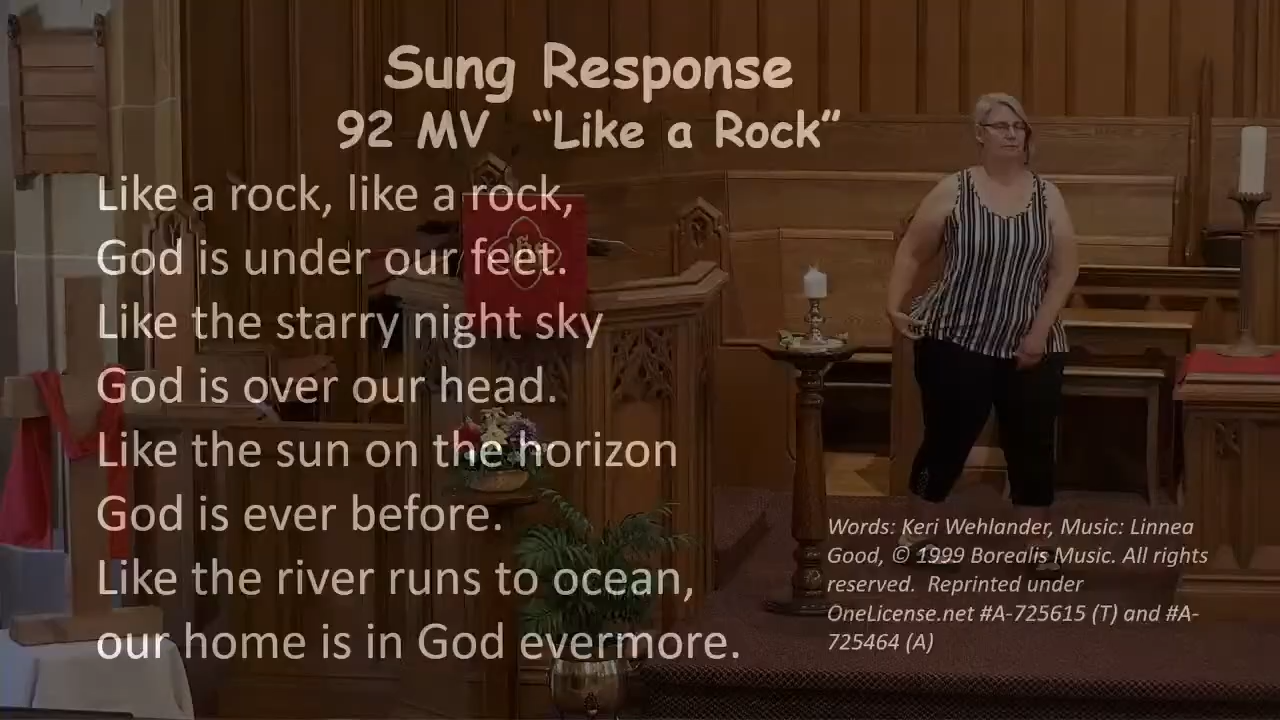 Sung Response
92 MV “Like a Rock”
Like a rock, like a rock,
God is under our feet.
Like the starry night sky
God is over our head.
Like the sun on the horizon
God is ever before.
Like the river runs to ocean,
our home is in God evermore.
Words: Keri Wehlander, Music: Linnea
Good, © 1999 Borealis Music. All rights
reserved. Reprinted under
OneLicense.net #A-725615 (T) and #A-
725464 (A)